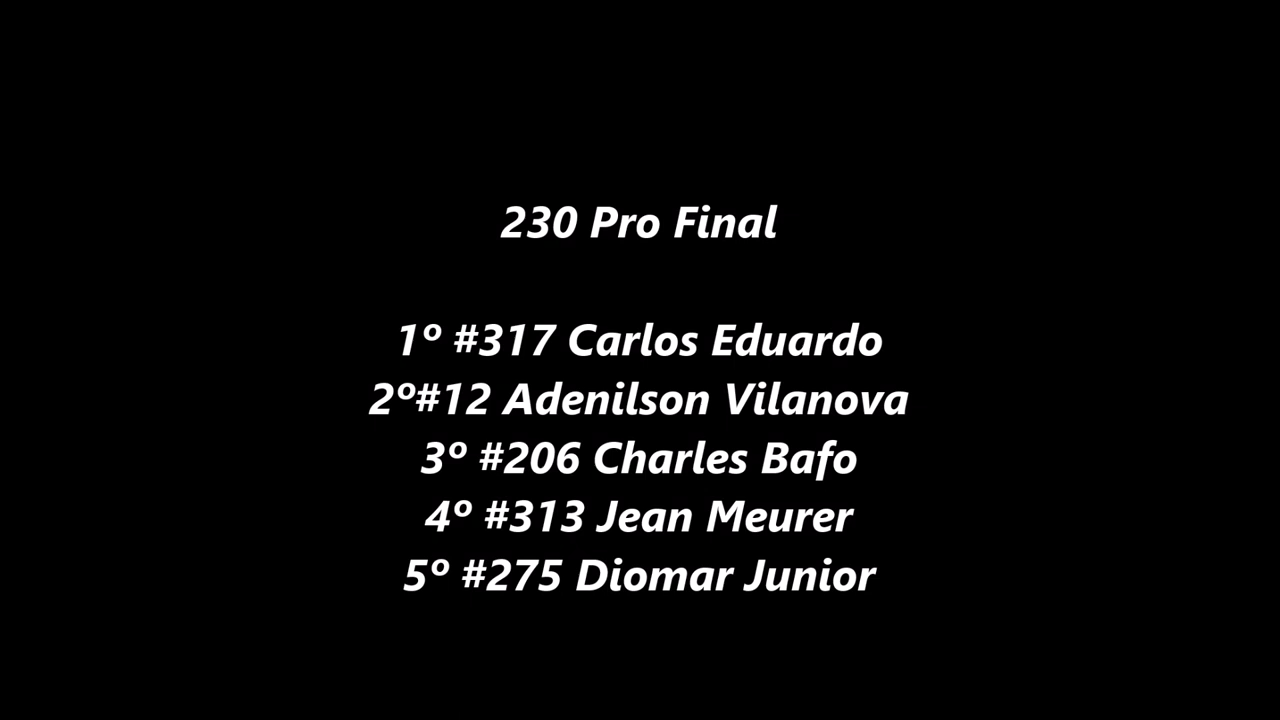 230 Pro Final
1º #317 Carlos Eduardo
2º#12 Adenilson Vilanova
3º #206 Charles Bafo
4º #313 Jean Meurer
5º #275 Diomar Junior